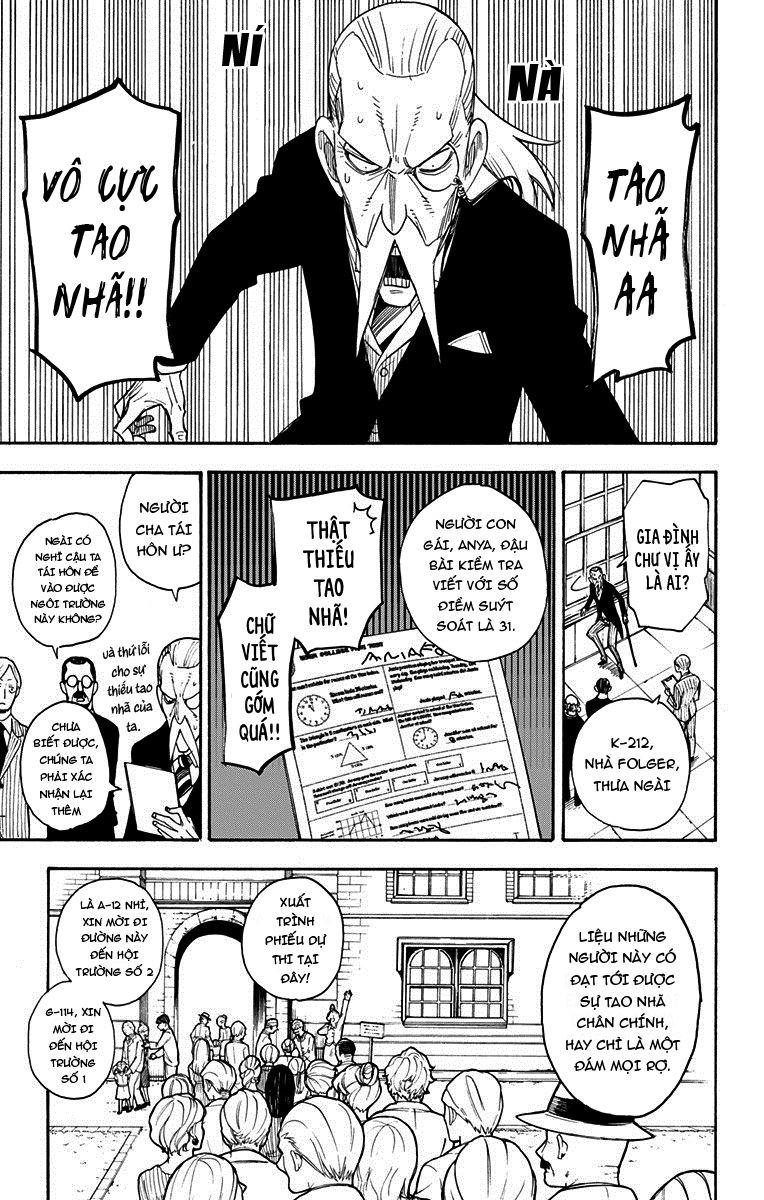 NÀ
NÍ
TAO
NHÃ
AA
VÔ CỰC
TAO
NHÃ!!
GIA ĐÌNH
CHƯ VỊ ẤY
LÀ AI?
K-212,
NHÀ FOLGER,
THƯA NGÀI
NGƯỜI CON
GÁI, ANYA, ĐẬU
BÀI KIỂM TRA
VIẾT VỚI SỐ
ĐIỂM SUÝT
SOÁT LÀ 31.
THẬT
THIẾU
TAO
NHÃ!
CHỮ
VIẾT
CŨNG
GỚM
QUÁ!!
NGƯỜI
CHA TÁI
HÔN Ư?
NGÀI CÓ
NGHĨ CẬU TA
TÁI HÔN ĐỂ
VÀO ĐƯỢC
NGÔI TRƯỜNG
NÀY KHÔNG?
và thứ lỗi
cho sự
thiếu tao
nhã của
ta.
CHƯA
BIẾT ĐƯỢC,
CHÚNG TA
PHẢI XÁC
NHẬN LẠI
THÊM
LIỆU NHỮNG
NGƯỜI NÀY CÓ
ĐẠT TỚI ĐƯỢC
SỰ TAO NHÃ
CHÂN CHÍNH,
HAY CHỈ LÀ MỘT
ĐÁM MỌI RỢ.
XUẤT
TRÌNH
PHIẾU DỰ
THI TẠI
ĐÂY!
LÀ A-12 NHỈ,
XIN MỜI ĐI
ĐƯỜNG NÀY
ĐẾN HỘI
TRƯỜNG SỐ 2
G-114, XIN
MỜI ĐI
ĐẾN HỘI
TRƯỜNG
SỐ 1